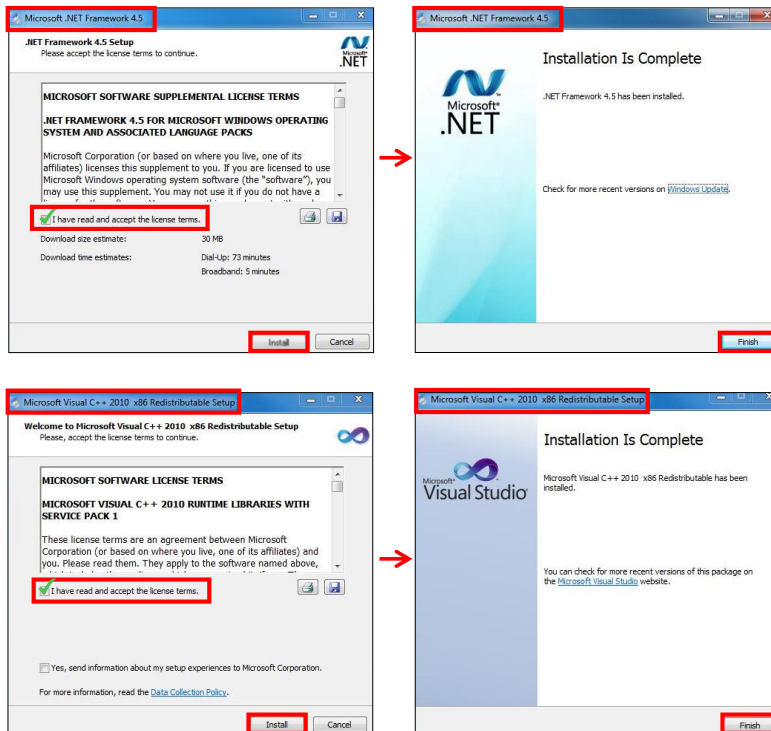 Microsoft .NET Framework 4.5
.NET Framework 4.5 Setup
Please accept the license terms to continue.
Microsoft
.NET
MICROSOFT SOFTWARE SUPPLEMENTAL LICENSE TERMS
.NET FRAMEWORK 4.5 FOR MICROSOFT WINDOWS OPERATING
SYSTEM AND ASSOCIATED LANGUAGE PACKS
Microsoft Corporation (or based on where you live, one of its
affiliates) licenses this supplement to you. If you are licensed to use
Microsoft Windows operating system software (the "software"), you
may use this supplement. You may not use it if you do not have a
I have read and accept the license terms.
Download size estimate: 30 MB
Download time estimates: Dial-Up: 73 minutes
Broadband: 5 minutes
Install Cancel
Microsoft .NET Framework 4.5
Installation Is Complete
.NET Framework 4.5 has been installed.
Microsoft®
.NET
Check for more recent versions on Windows Update.
Finish
Microsoft Visual C++ 2010 x86 Redistributable Setup
Welcome to Microsoft Visual C++ 2010 x86 Redistributable Setup
Please, accept the license terms to continue.
MICROSOFT SOFTWARE LICENSE TERMS
MICROSOFT VISUAL C++ 2010 RUNTIME LIBRARIES WITH
SERVICE PACK 1
These license terms are an agreement between Microsoft
Corporation (or based on where you live, one of its affiliates) and
you. Please read them. They apply to the software named above,
I have read and accept the license terms.
Yes, send information about my setup experiences to Microsoft Corporation.
For more information, read the Data Collection Policy.
Install Cancel
Microsoft Visual C++ 2010 x86 Redistributable Setup
Installation Is Complete
Microsoft®
Visual Studio
Microsoft Visual C++ 2010 x86 Redistributable has been
installed.
You can check for more recent versions of this package on
the Microsoft Visual Studio website.
Finish